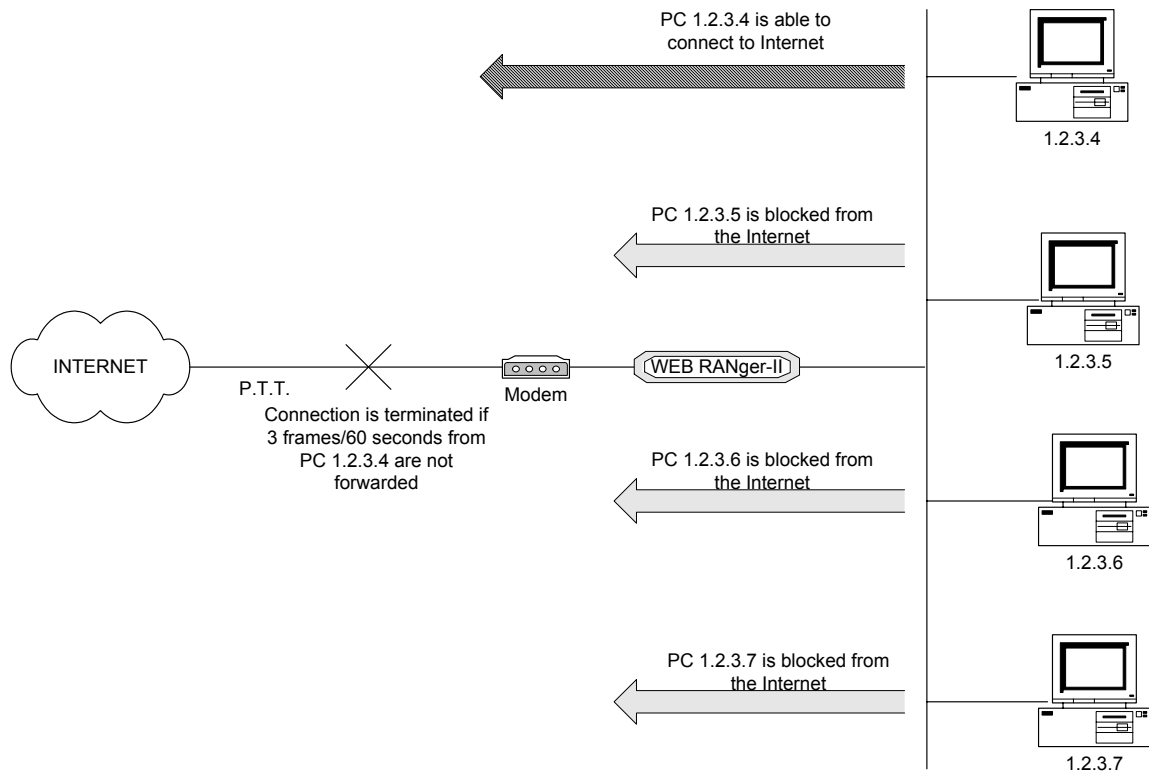 PC 1.2.3.4 is able to
connect to Internet
1.2.3.4
PC 1.2.3.5 is blocked from
the Internet
1.2.3.5
INTERNET
P.T.T.
Connection is terminated if
3 frames/60 seconds from
PC 1.2.3.4 are not
forwarded
Modem
WEB RANger-II
PC 1.2.3.6 is blocked from
the Internet
1.2.3.6
PC 1.2.3.7 is blocked from
the Internet
1.2.3.7